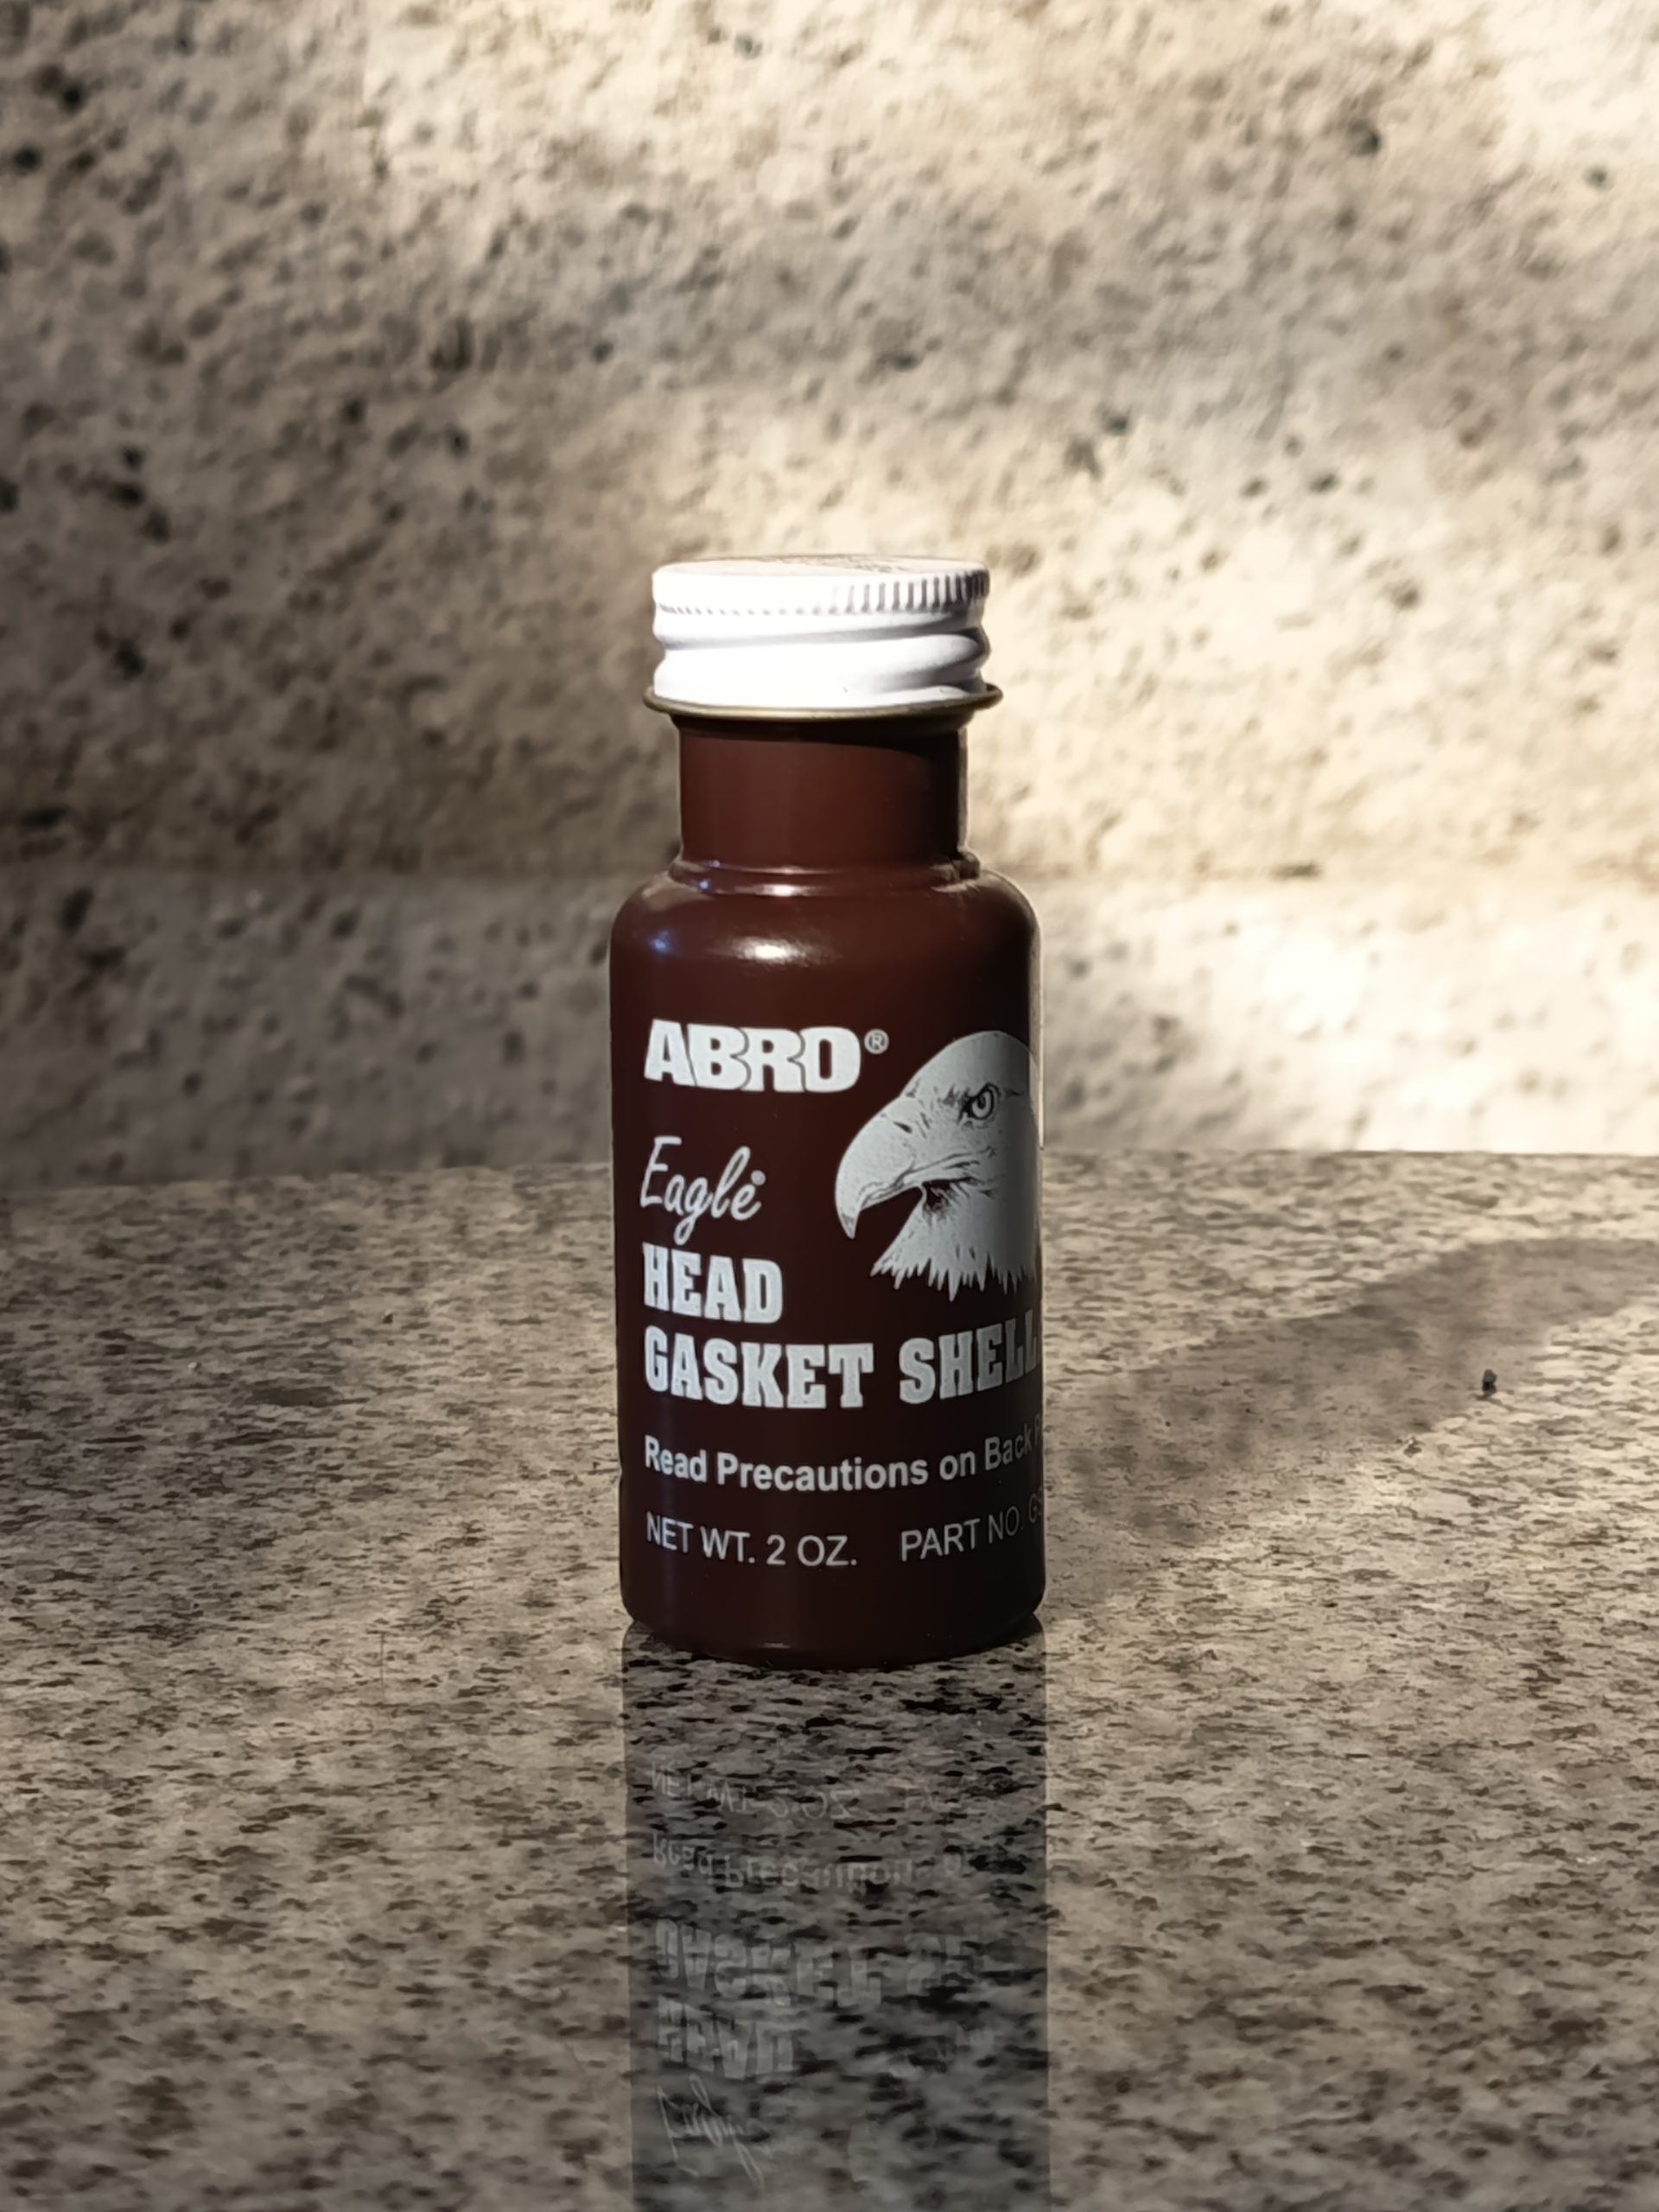 ABRO®
Eagle
HEAD
GASKET SHELL
Read Precautions on Back
NET WT. 2 OZ. PART NO.